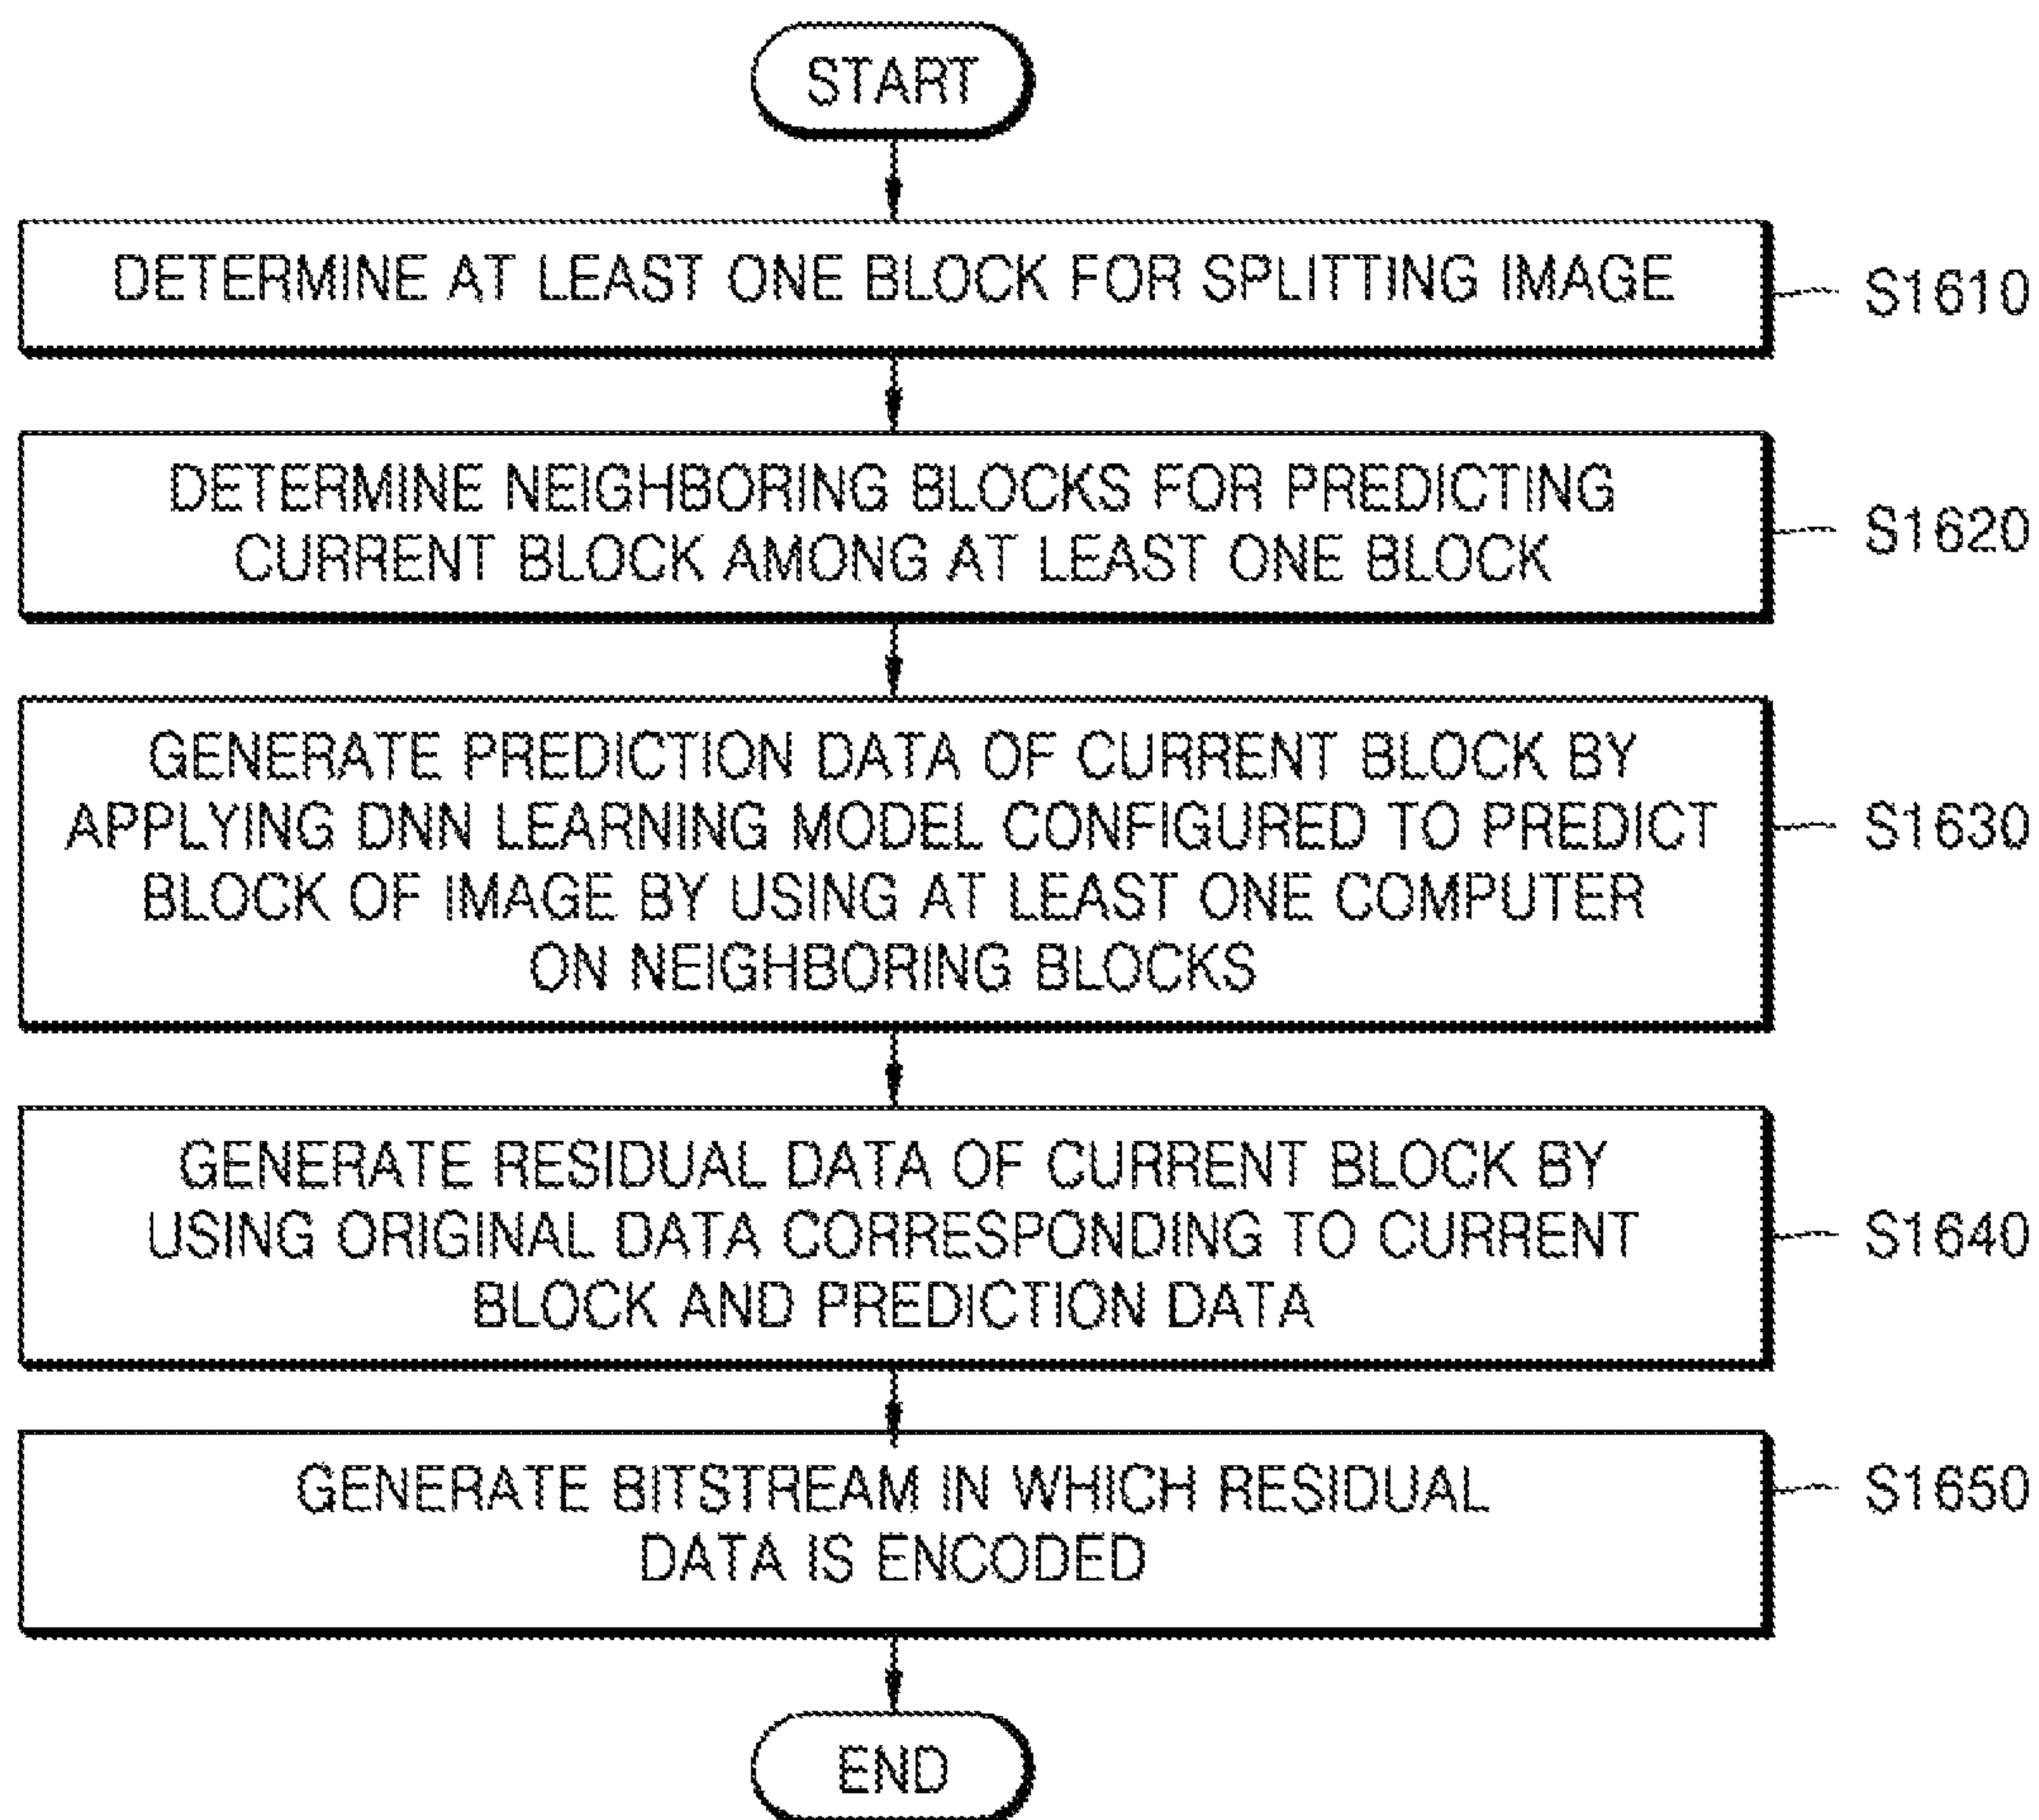 START
DETERMINE AT LEAST ONE BLOCK FOR SPLITTING IMAGE
S1610
DETERMINE NEIGHBORING BLOCKS FOR PREDICTING
CURRENT BLOCK AMONG AT LEAST ONE BLOCK
S1620
GENERATE PREDICTION DATA OF CURRENT BLOCK BY
APPLYING DNN LEARNING MODEL CONFIGURED TO PREDICT
BLOCK OF IMAGE BY USING AT LEAST ONE COMPUTER
ON NEIGHBORING BLOCKS
S1630
GENERATE RESIDUAL DATA OF CURRENT BLOCK BY
USING ORIGINAL DATA CORRESPONDING TO CURRENT
BLOCK AND PREDICTION DATA
S1640
GENERATE BITSTREAM IN WHICH RESIDUAL
DATA IS ENCODED
S1650
END